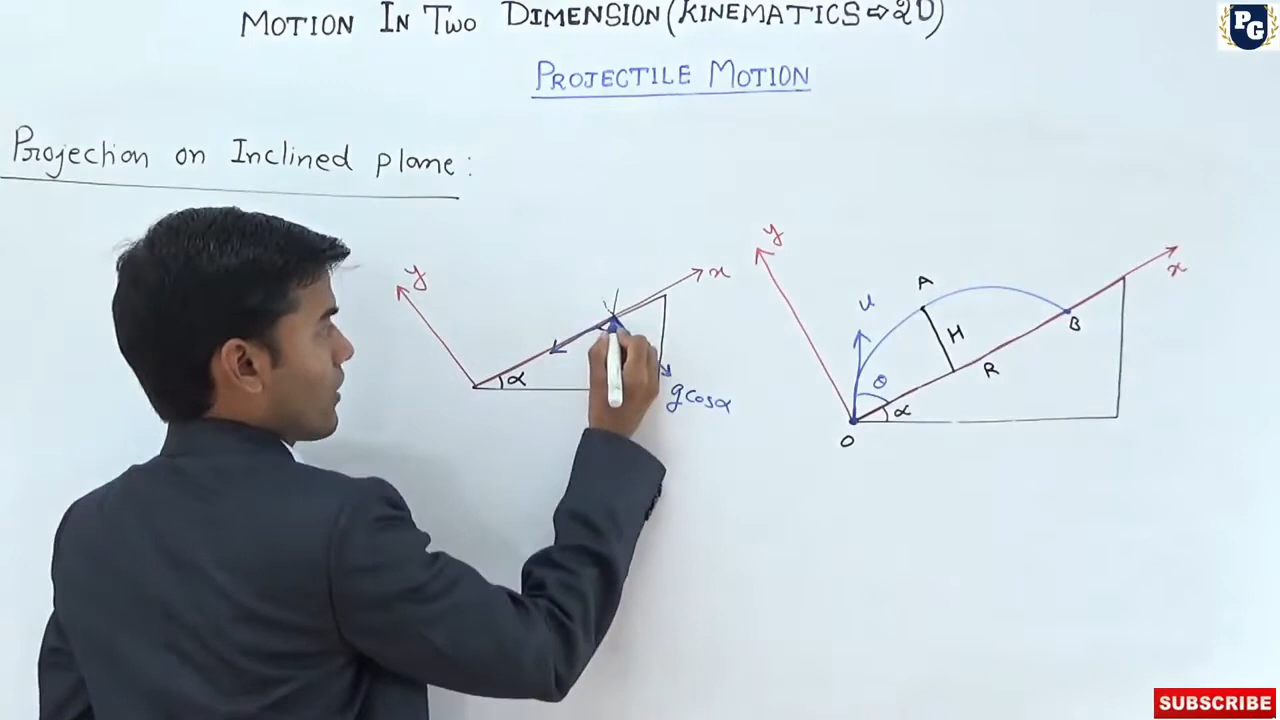 MOTION IN TWO DIMENSION (KINEMATICS ⇒ 2D)
PG
PROJECTILE MOTION
Projection on Inclined plane:
y
x
α
g cosα
y
x
A
u
H
B
R
θ
α
O
SUBSCRIBE